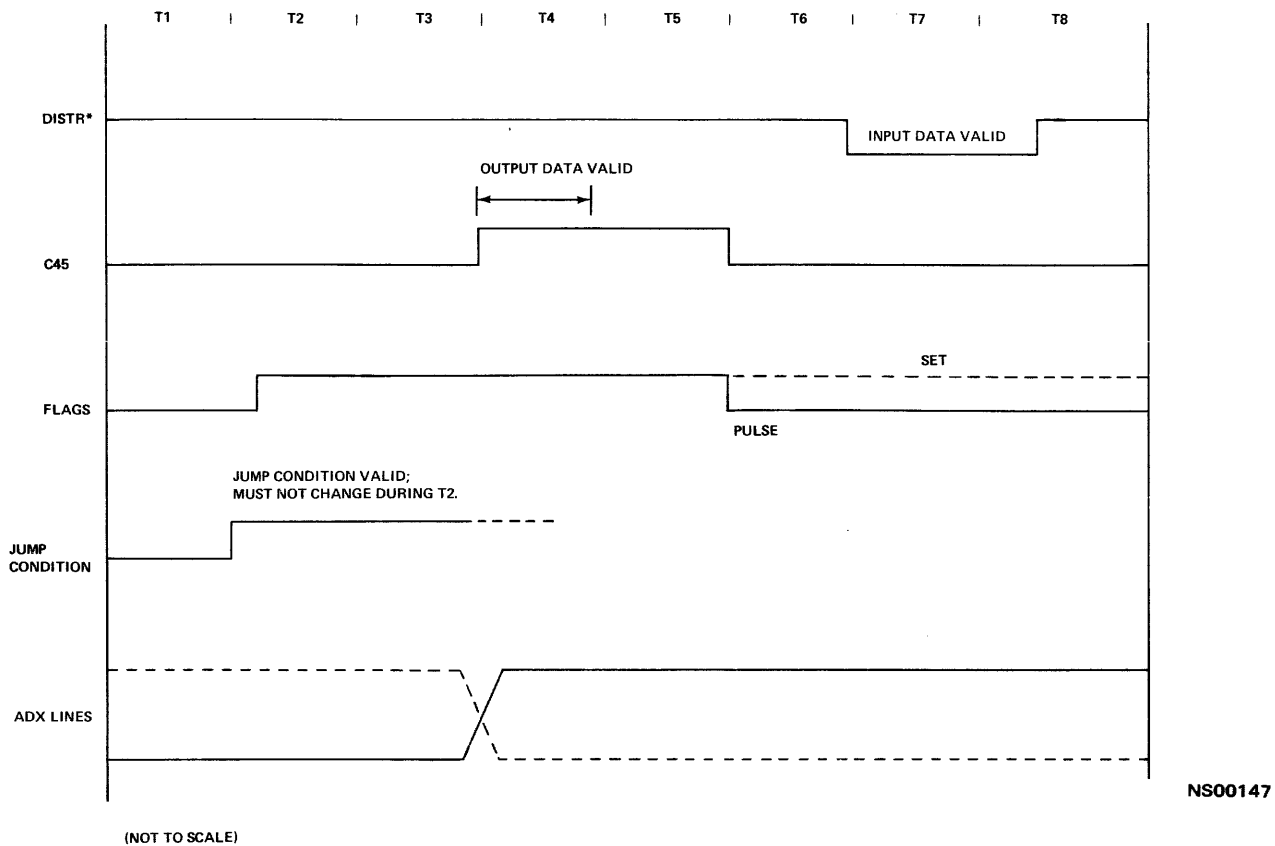 T1 T2 T3 T4 T5 T6 T7 T8
DISTR*
INPUT DATA VALID
OUTPUT DATA VALID
C45
SET
FLAGS
PULSE
JUMP CONDITION VALID;
MUST NOT CHANGE DURING T2.
JUMP
CONDITION
ADX LINES
NS00147
(NOT TO SCALE)